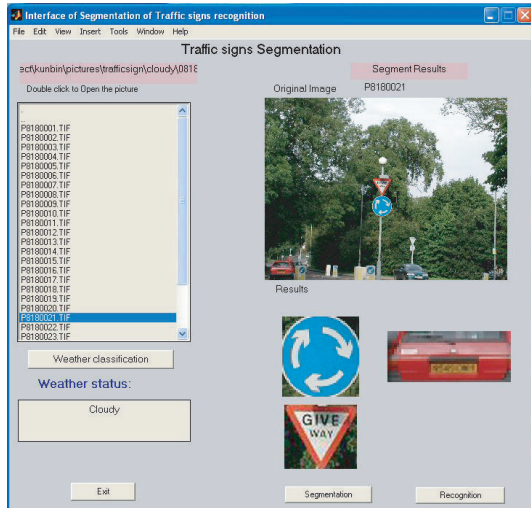 Interface of Segmentation of Traffic signs recognition
File Edit View Insert Tools Window Help
Traffic signs Segmentation
ect\kunbin\pictures\trafficsign\cloudy\0818
Segment Results
Double click to Open the picture
Original Image P8180021
.
..
P8180001.TIF
P8180002.TIF
P8180003.TIF
P8180004.TIF
P8180005.TIF
P8180006.TIF
P8180007.TIF
P8180008.TIF
P8180009.TIF
P8180010.TIF
P8180011.TIF
P8180012.TIF
P8180013.TIF
P8180014.TIF
P8180015.TIF
P8180016.TIF
P8180017.TIF
P8180018.TIF
P8180019.TIF
P8180020.TIF
P8180021.TIF
P8180022.TIF
P8180023.TIF
Results
Weather classification
Weather status:
Cloudy
GIVE
WAY
Exit
Segmentation
Recognition